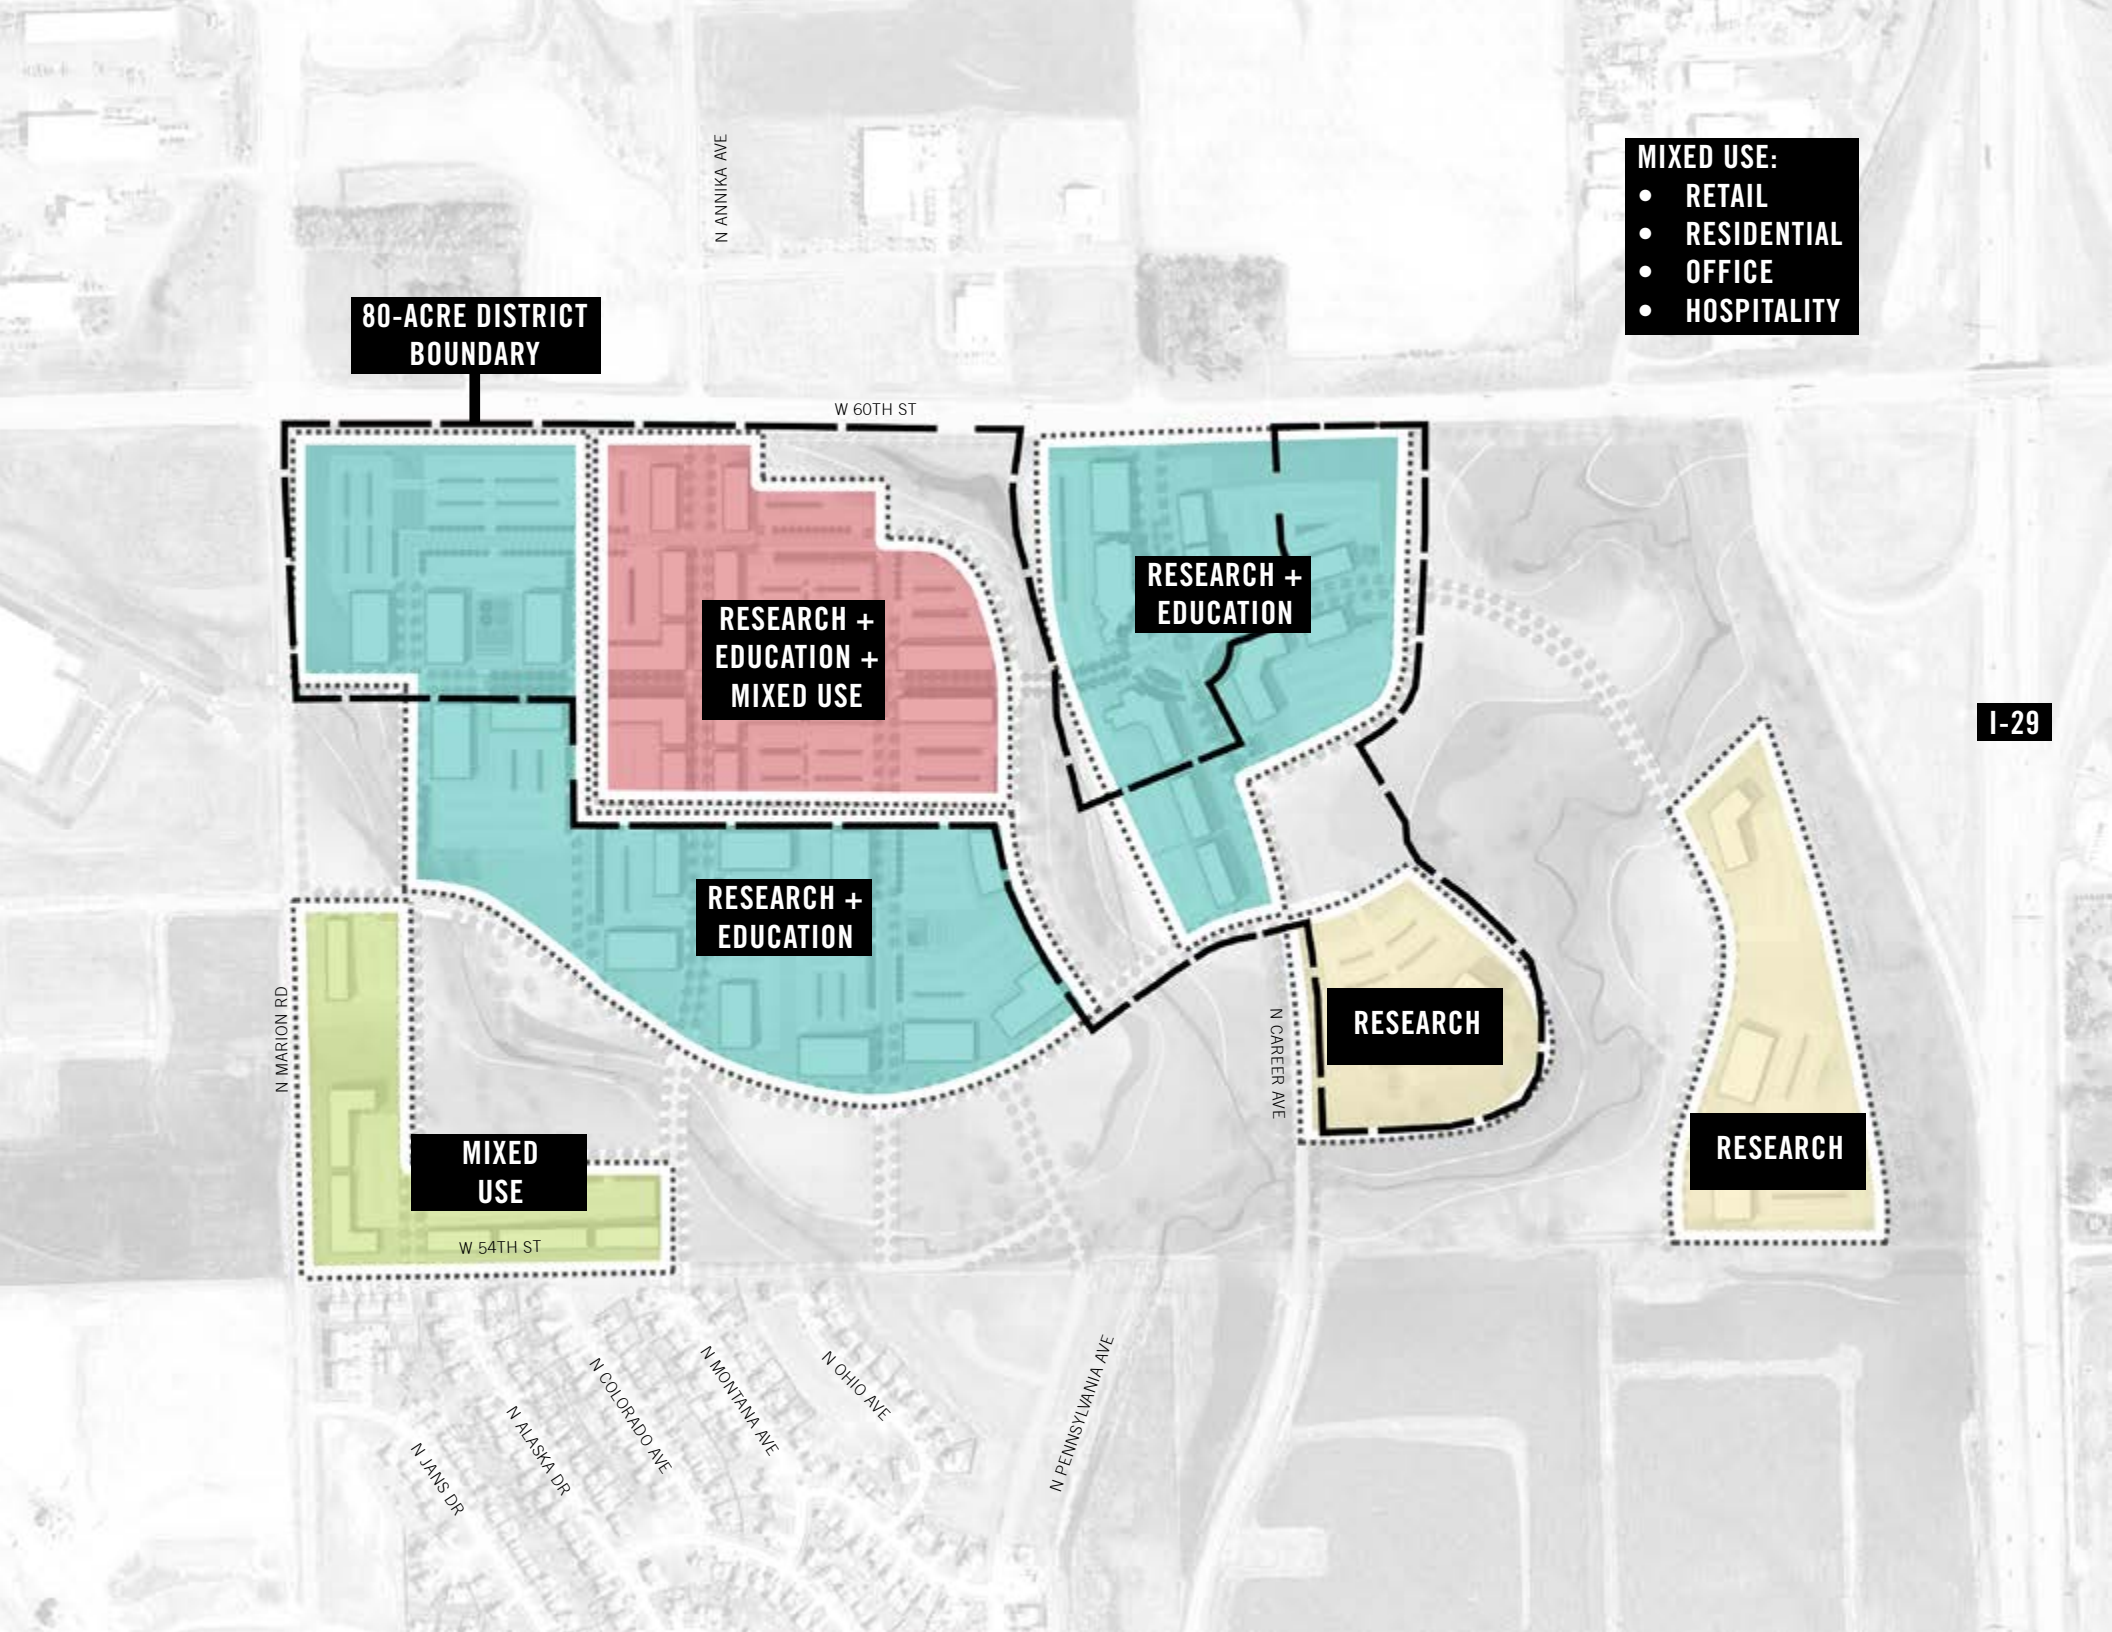 N ANNIKA AVE
MIXED USE:
• RETAIL
• RESIDENTIAL
• OFFICE
• HOSPITALITY
80-ACRE DISTRICT
BOUNDARY
W 60TH ST
RESEARCH +
EDUCATION
RESEARCH +
EDUCATION +
MIXED USE
I-29
RESEARCH +
EDUCATION
N MARION RD
RESEARCH
N CAREER AVE
MIXED
USE
RESEARCH
W 54TH ST
N JANS DR
N ALASKA DR
N COLORADO AVE
N MONTANA AVE
N OHIO AVE
N PENNSYLVANIA AVE